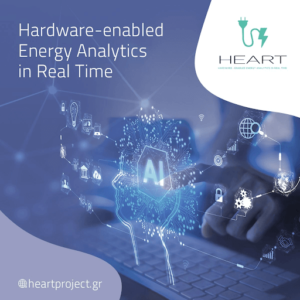 Hardware-enabled
Energy Analytics
in Real Time
HEART
AI
@heartproject.gr